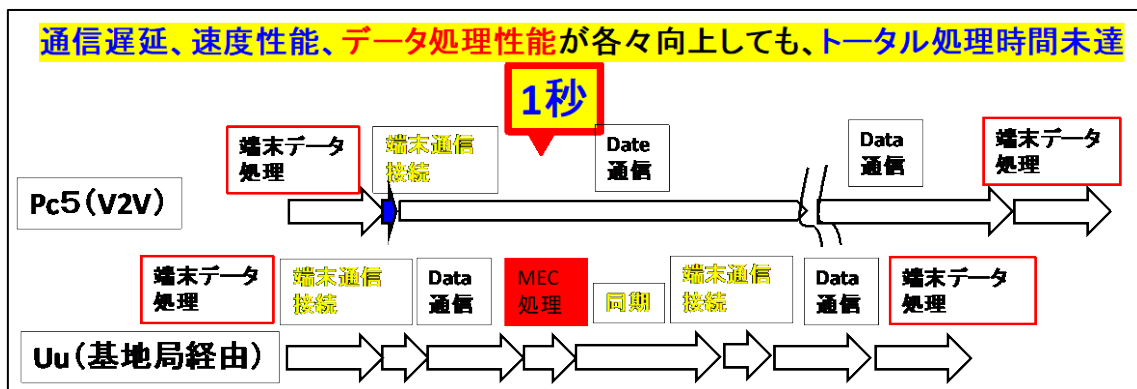 通信遅延、速度性能、データ処理性能が各々向上しても、トータル処理時間未達
1秒
端末データ
処理
端末通信
接続
Date
通信
Data
通信
端末データ
処理
Pc5(V2V)
端末データ
処理
端末通信
接続
Data
通信
MEC
処理
同期
端末通信
接続
Data
通信
端末データ
処理
Uu(基地局経由)